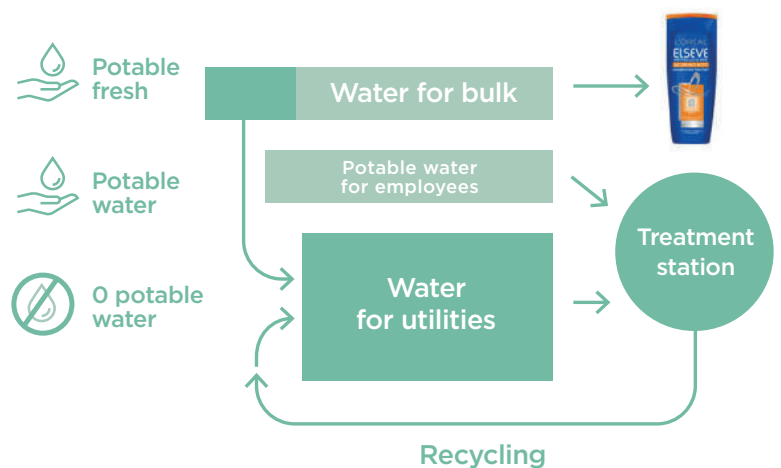 Potable
fresh
Water for bulk
L'ORÉAL
ELSEVE
Potable
water
Potable water
for employees
Treatment
station
0 potable
water
Water
for utilities
Recycling